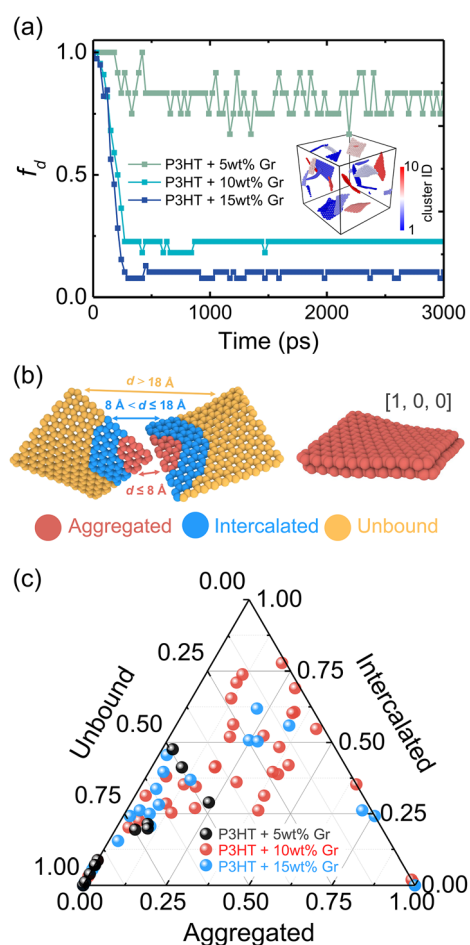 (a)
1.0
0.5
0.0
f_d
P3HT + 5wt% Gr
P3HT + 10wt% Gr
P3HT + 15wt% Gr
10
1
cluster ID
0 1000 2000 3000
Time (ps)
(b)
d > 18 Å
8 Å < d ≤ 18 Å
d ≤ 8 Å
[1, 0, 0]
Aggregated Intercalated Unbound
(c)
0.00
1.00
0.25
0.75
0.50
0.50
0.75
0.25
1.00
0.00
Unbound
Intercalated
P3HT + 5wt% Gr
P3HT + 10wt% Gr
P3HT + 15wt% Gr
0.00 0.25 0.50 0.75 1.00
Aggregated